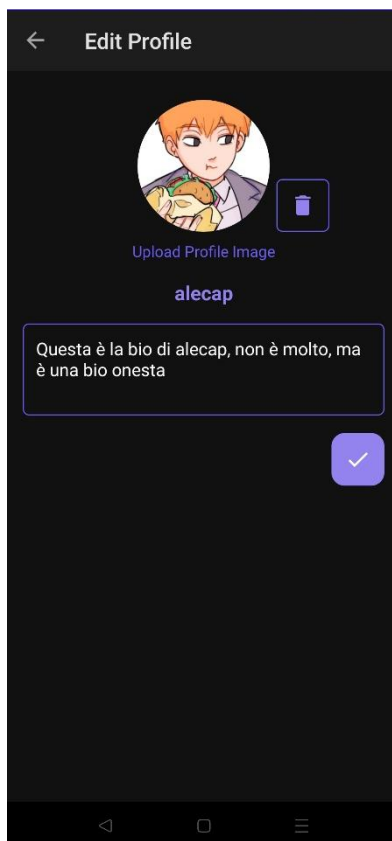 Edit Profile
Upload Profile Image
alecap
Questa è la bio di alecap, non è molto, ma
è una bio onesta